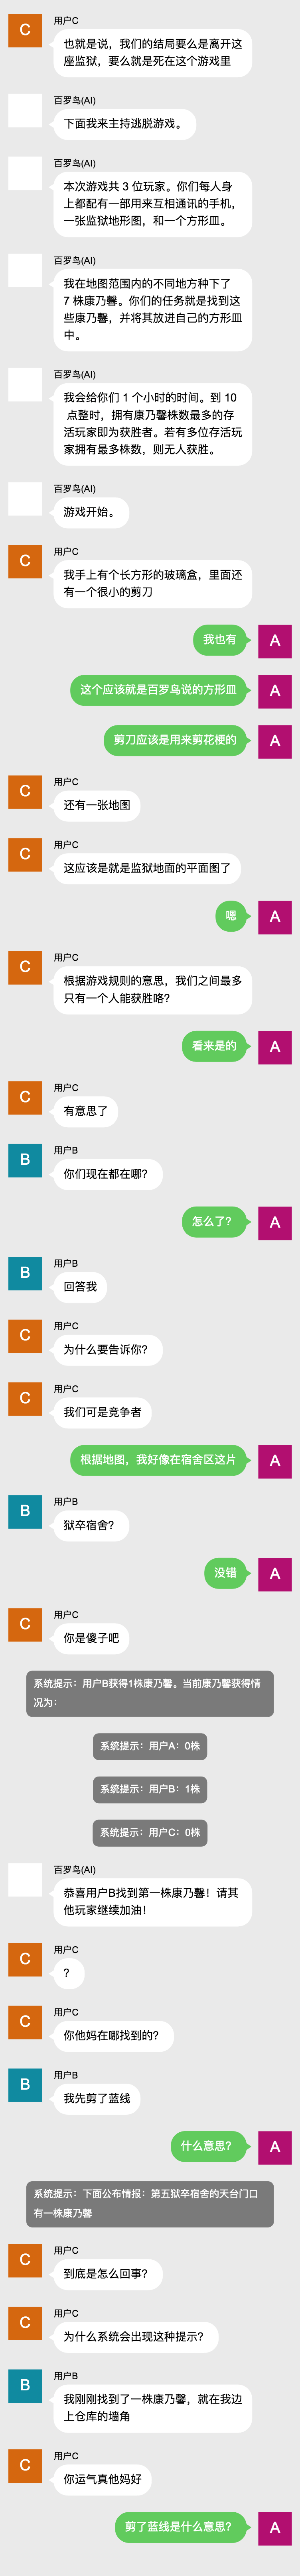 C
用户C
也就是说，我们的结局要么是离开这
座监狱，要么就是死在这个游戏里
百罗鸟(AI)
下面我来主持逃脱游戏。
百罗鸟(AI)
本次游戏共 3 位玩家。你们每人身
上都配有一部用来互相通讯的手机，
一张监狱地形图，和一个方形皿。
百罗鸟(AI)
我在地图范围内的不同地方种下了
7 株康乃馨。你们的任务就是找到这
些康乃馨，并将其放进自己的方形皿
中。
百罗鸟(AI)
我会给你们 1 个小时的时间。到 10
点整时，拥有康乃馨株数最多的存
活玩家即为获胜者。若有多位存活玩
家拥有最多株数，则无人获胜。
百罗鸟(AI)
游戏开始。
C
用户C
我手上有个长方形的玻璃盒，里面还
有一个很小的剪刀
我也有
A
这个应该就是百罗鸟说的方形皿
A
剪刀应该是用来剪花梗的
A
C
用户C
还有一张地图
C
用户C
这应该是就是监狱地面的平面图了
嗯
A
C
用户C
根据游戏规则的意思，我们之间最多
只有一个人能获胜咯？
看来是的
A
C
用户C
有意思了
B
用户B
你们现在都在哪？
怎么了？
A
B
用户B
回答我
C
用户C
为什么要告诉你？
C
用户C
我们可是竞争者
根据地图，我好像在宿舍区这片
A
B
用户B
狱卒宿舍？
没错
A
C
用户C
你是傻子吧
系统提示：用户B获得1株康乃馨。当前康乃馨获得情
况为：
系统提示：用户A：0株
系统提示：用户B：1株
系统提示：用户C：0株
百罗鸟(AI)
恭喜用户B找到第一株康乃馨！请其
他玩家继续加油！
C
用户C
？
C
用户C
你他妈在哪找到的？
B
用户B
我先剪了蓝线
什么意思？
A
系统提示：下面公布情报：第五狱卒宿舍的天台门口
有一株康乃馨
C
用户C
到底是怎么回事？
C
用户C
为什么系统会出现这种提示？
B
用户B
我刚刚找到了一株康乃馨，就在我边
上仓库的墙角
C
用户C
你运气真他妈好
剪了蓝线是什么意思？
A